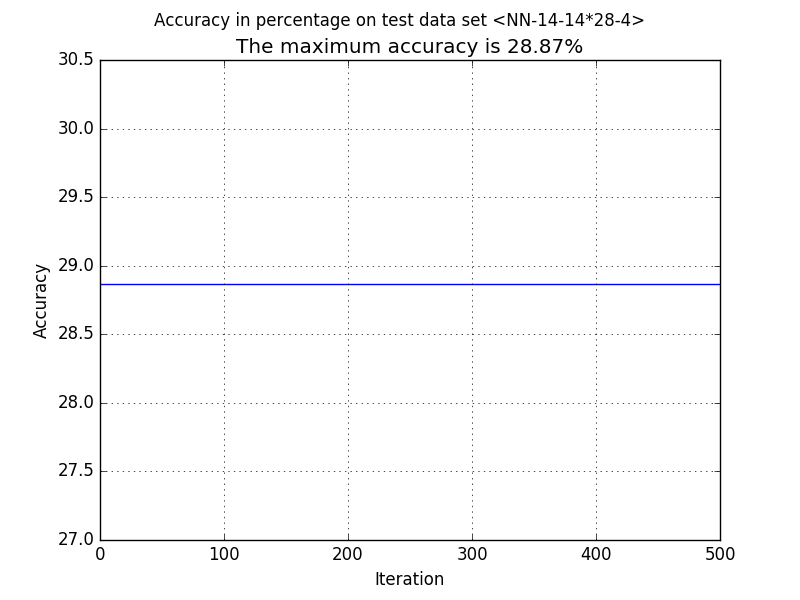 Accuracy in percentage on test data set <NN-14-14*28-4>
The maximum accuracy is 28.87%
30.5
30.0
29.5
29.0
28.5
28.0
27.5
27.0
Accuracy
0 100 200 300 400 500
Iteration